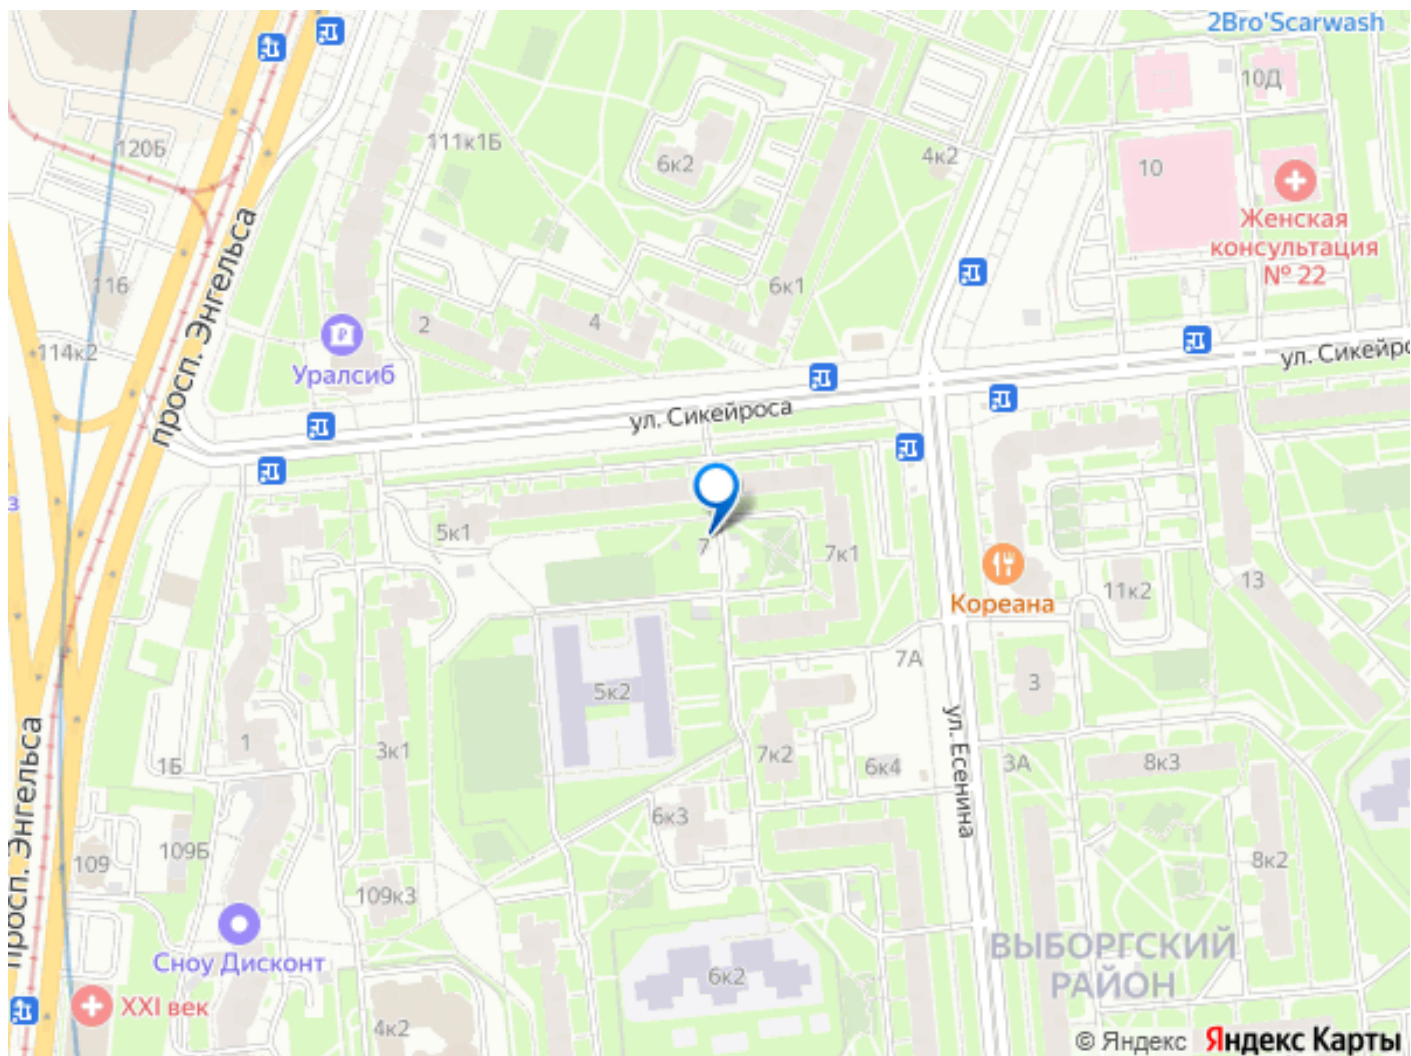 2Bro'Scarwash
10Д
120Б
111к1Б
6к2
4к2
10
Женская
консультация
№ 22
116
6к1
2
4
114к2
просп. Энгельса
Уралсиб
ул. Сикейро
ул. Сикейроса
з
5к1
7
7к1
Кореана
11к2
13
7А
5к2
3
1
3к1
7к2
ул. Есенина
1Б
6к4
3А
8к3
просп. Энгельса
6к3
109
109Б
8к2
109к3
Сноу Дисконт
ВЫБОРГСКИЙ
РАЙОН
6к2
XXI век
4к2
© Яндекс Яндекс Карты